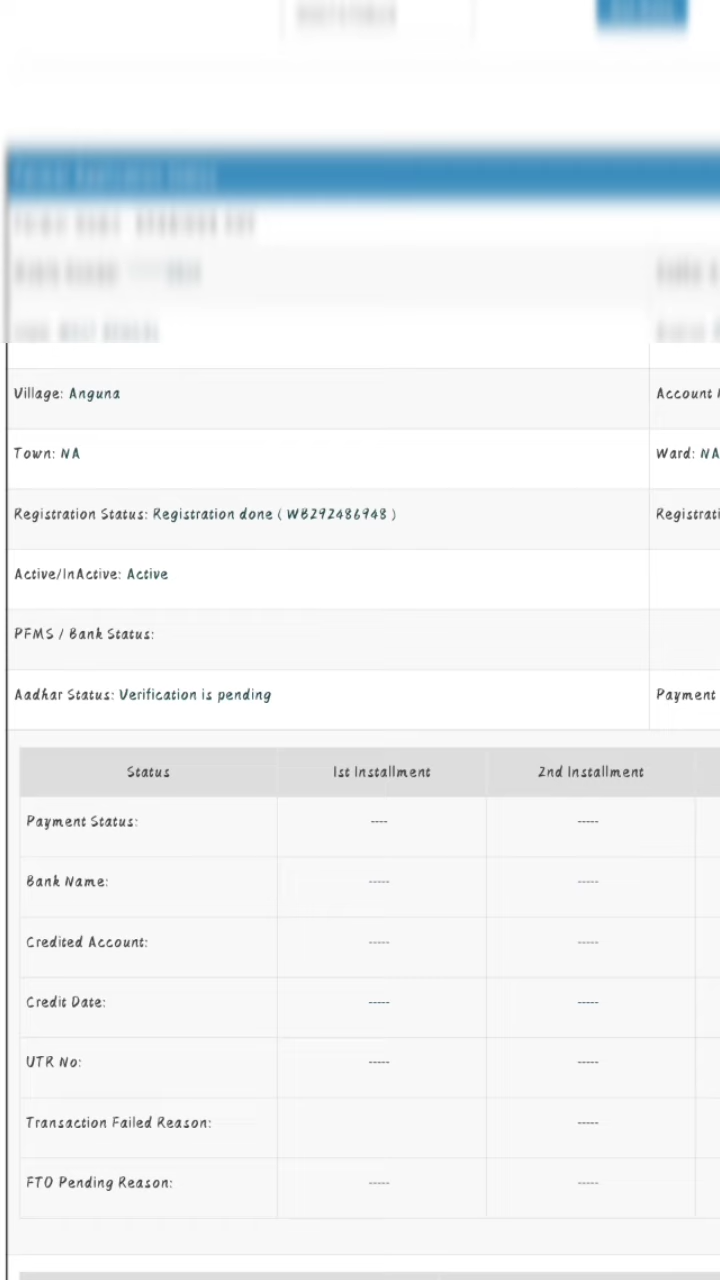 Village: Anguna
Account
Town: NA
Ward: NA
Registration Status: Registration done ( WB292486948 )
Registrati
Active/InActive: Active
PFMS / Bank Status:
Aadhar Status: Verification is pending
Payment
Status 1st Installment 2nd Installment
Payment Status: ---- -----
Bank Name: ----- -----
Credited Account: ----- -----
Credit Date: ----- -----
UTR No: ----- -----
Transaction Failed Reason: -----
FTO Pending Reason: ----- -----